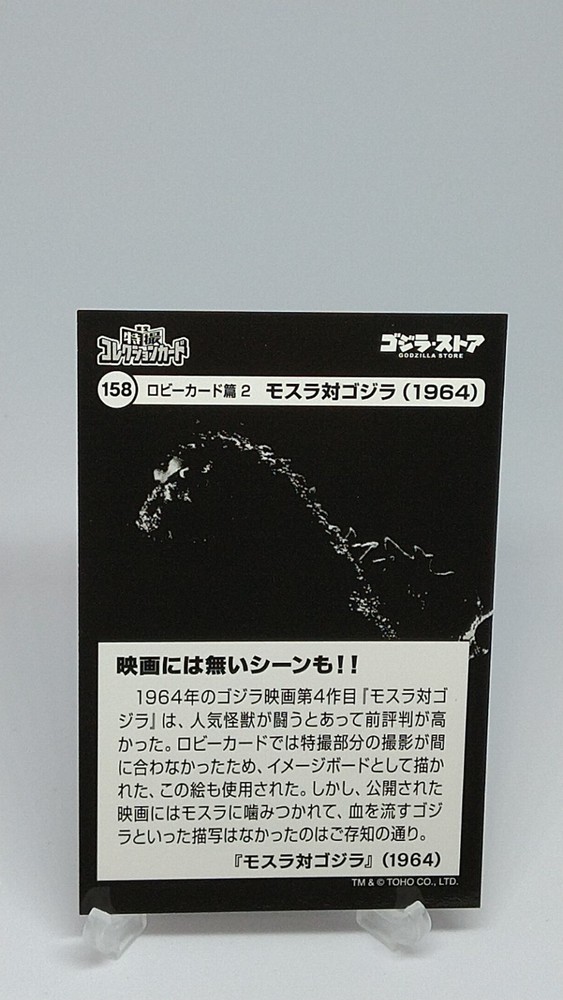 特撮
コレクションカード
ゴジラ・ストア
GODZILLA STORE
158 ロビーカード篇 2 モスラ対ゴジラ（1964）
映画には無いシーンも!!
1964年のゴジラ映画第4作目『モスラ対ゴ
ジラ』は、人気怪獣が闘うとあって前評判が高
かった。ロビーカードでは特撮部分の撮影が間
に合わなかったため、イメージボードとして描か
れた、この絵も使用された。しかし、公開された
映画にはモスラに噛みつかれて、血を流すゴジ
ラといった描写はなかったのはご存知の通り。
『モスラ対ゴジラ』（1964）
TM & © TOHO CO., LTD.